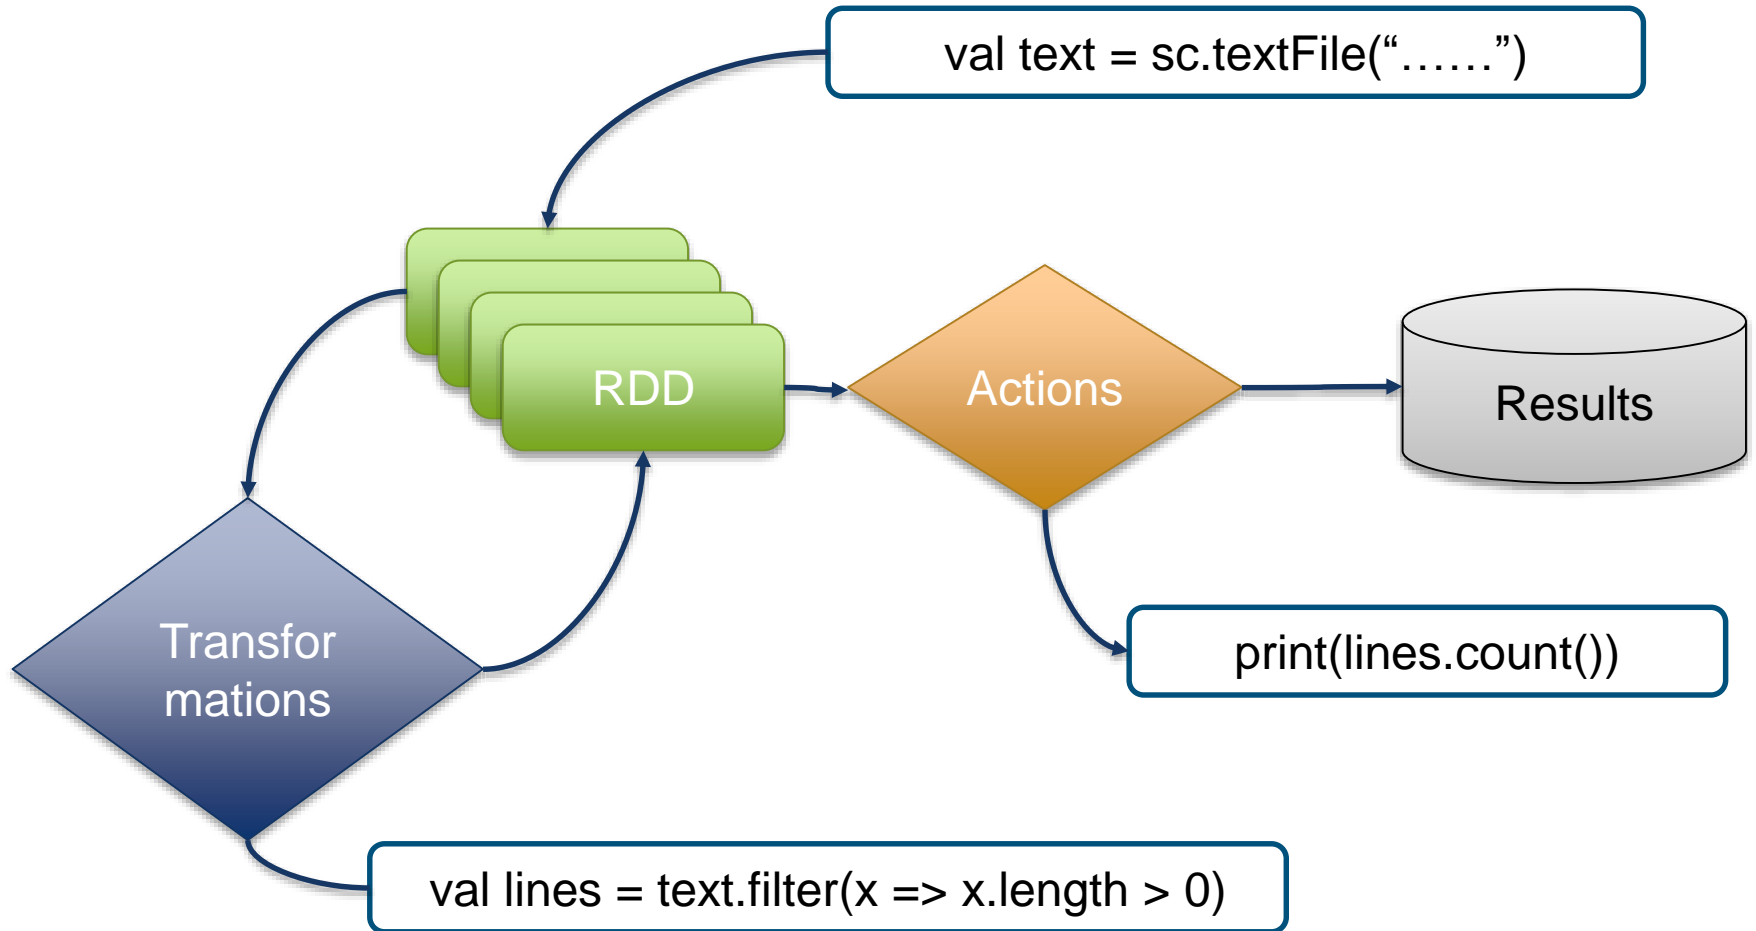 val text = sc.textFile(“……”)
RDD
Actions
Results
Transfor
mations
print(lines.count())
val lines = text.filter(x => x.length > 0)